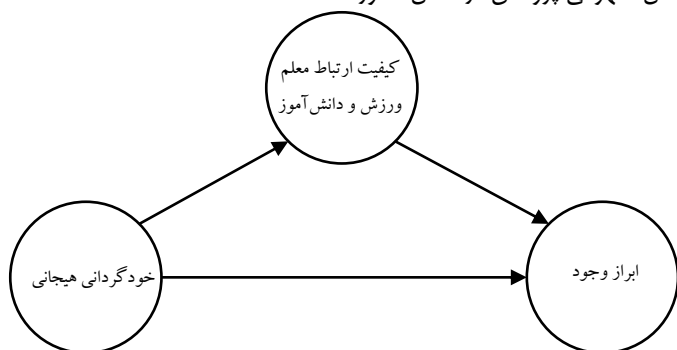 کیفیت ارتباط معلم
ورزش و دانش‌آموز
خودگردانی هیجانی
ابراز وجود